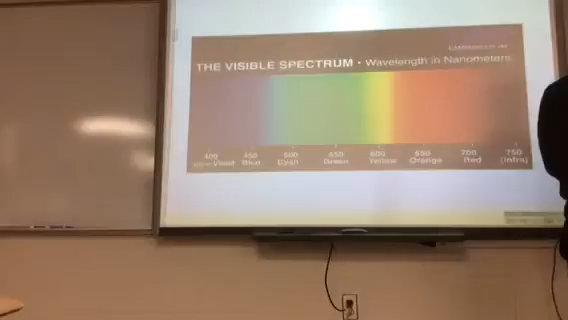 THE VISIBLE SPECTRUM • Wavelength in Nanometers
400 450 500 550 600 650 700 750
Violet Blue Cyan Green Yellow Orange Red (Infra)